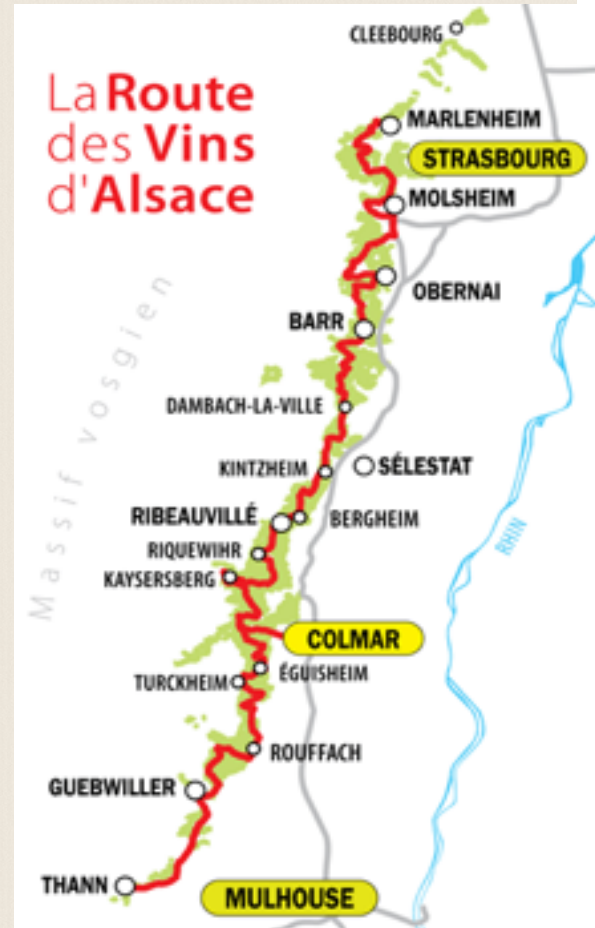 CLEEBOURG
La Route
des Vins
d'Alsace
MARLENHEIM
STRASBOURG
MOLSHEIM
OBERNAI
BARR
Massif vosgien
DAMBACH-LA-VILLE
KINTZHEIM
SÉLESTAT
RIBEAUVILLÉ
BERGHEIM
RHIN
RIQUEWIHR
KAYSERSBERG
COLMAR
ÉGUISHEIM
TURCKHEIM
ROUFFACH
GUEBWILLER
THANN
MULHOUSE